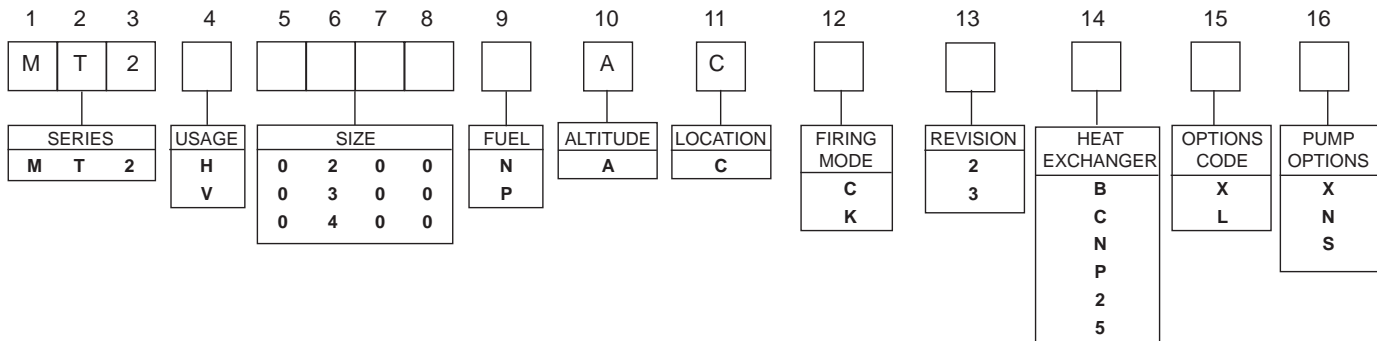 1 2 3 4 5 6 7 8 9 10 11 12 13 14 15 16
M T 2 A C
SERIES USAGE SIZE FUEL ALTITUDE LOCATION FIRING MODE REVISION HEAT EXCHANGER OPTIONS CODE PUMP OPTIONS
M T 2 H 0 2 0 0 N A C C 2 B X X
V 0 3 0 0 P K 3 C L N
0 4 0 0 N S
P
2
5